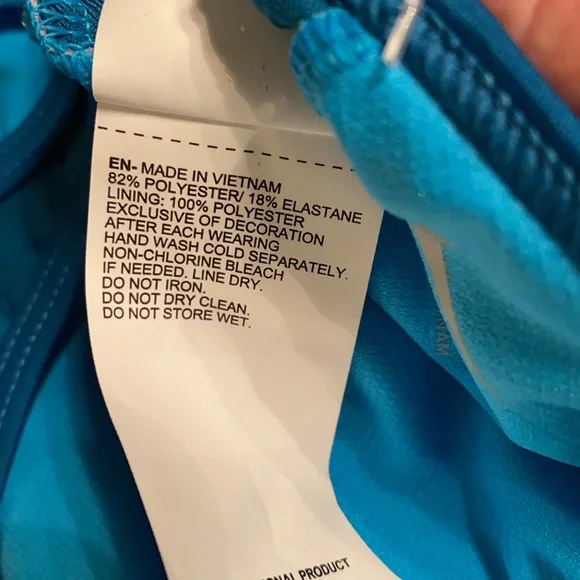 EN- MADE IN VIETNAM
82% POLYESTER/ 18% ELASTANE
LINING: 100% POLYESTER
EXCLUSIVE OF DECORATION
AFTER EACH WEARING
HAND WASH COLD SEPARATELY.
NON-CHLORINE BLEACH
IF NEEDED. LINE DRY.
DO NOT IRON.
DO NOT DRY CLEAN.
DO NOT STORE WET.
PRODUCT